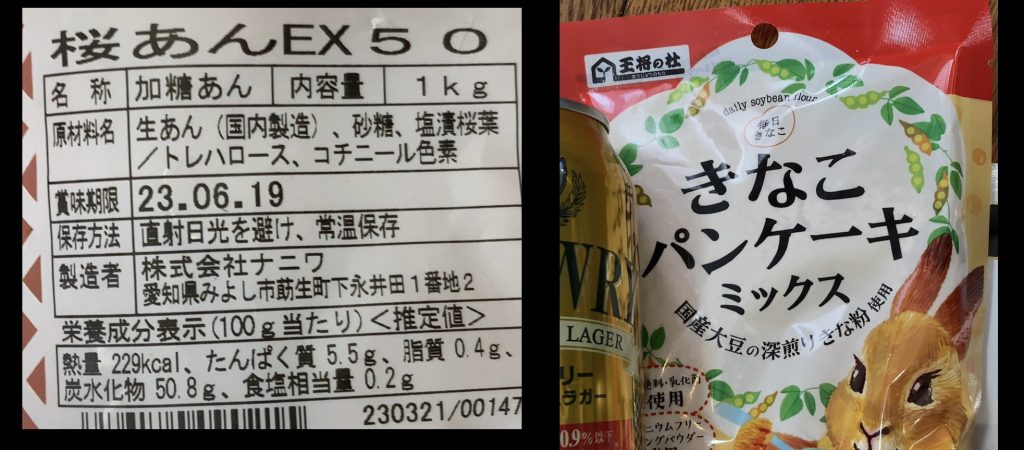 桜あんEX50
名称 加糖あん 内容量 1kg
原材料名 生あん（国内製造）、砂糖、塩漬桜葉
／トレハロース、コチニール色素
賞味期限 23.06.19
保存方法 直射日光を避け、常温保存
製造者 株式会社ナニワ
愛知県みよし市莇生町下永井田1番地2
栄養成分表示(100g当たり)＜推定値＞
熱量 229kcal、たんぱく質 5.5g、脂質 0.4g、
炭水化物 50.8g、食塩相当量 0.2g
230321/00147
王将の杜
daily soybean flour
毎日
きなこ
きなこ
パンケーキ
ミックス
国産大豆の深煎りきな粉 使用
使用
LAGER
ラガー
0.9%以下